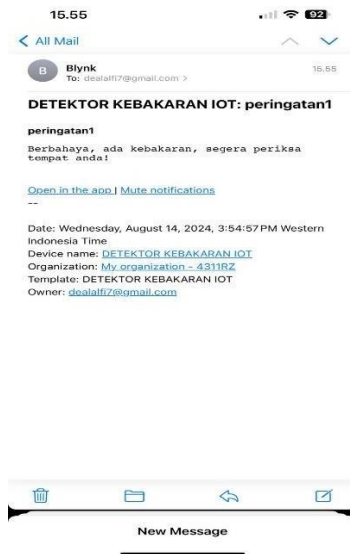 15.55
92
All Mail
B
Blynk
15.55
To: dealalfi7@gmail.com >
DETEKTOR KEBAKARAN IOT: peringatan1
peringatan1
Berbahaya, ada kebakaran, segera periksa
tempat anda!
Open in the app | Mute notifications
--
Date: Wednesday, August 14, 2024, 3:54:57 PM Western
Indonesia Time
Device name: DETEKTOR KEBAKARAN IOT
Organization: My organization - 4311RZ
Template: DETEKTOR KEBAKARAN IOT
Owner: dealalfi7@gmail.com
New Message